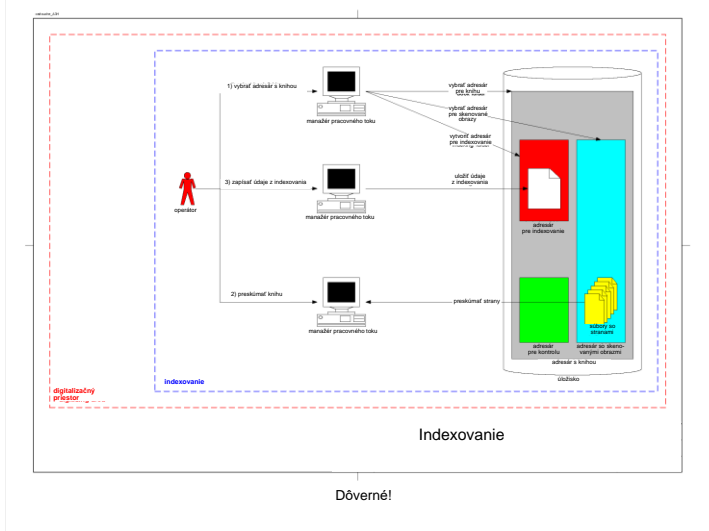 1) vybrať adresár s knihou
manažér pracovného toku
vybrať adresár
pre knihu
vybrať adresár
pre skenované
obrazy
vytvoriť adresár
pre indexovanie
operátor
3) zapísať údaje z indexovania
manažér pracovného toku
uložiť údaje
z indexovania
adresár
pre indexovanie
2) preskúmať knihu
manažér pracovného toku
preskúmať strany
súbory so
stranami
adresár
pre kontrolu
adresár so skeno-
vanými obrazmi
adresár s knihou
úložisko
indexovanie
digitalizačný
priestor
Indexovanie
Dôverné!